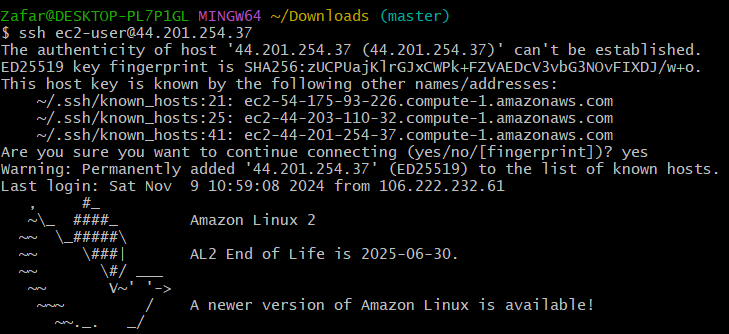 Zafar@DESKTOP-PL7P1GL MINGW64 ~/Downloads (master)
$ ssh ec2-user@44.201.254.37
The authenticity of host '44.201.254.37 (44.201.254.37)' can't be established.
ED25519 key fingerprint is SHA256:zUCPUajKlrGJxCWPk+FZVAEDcV3vbG3NOvFIXDJ/w+o.
This host key is known by the following other names/addresses:
    ~/.ssh/known_hosts:21: ec2-54-175-93-226.compute-1.amazonaws.com
    ~/.ssh/known_hosts:25: ec2-44-203-110-32.compute-1.amazonaws.com
    ~/.ssh/known_hosts:41: ec2-44-201-254-37.compute-1.amazonaws.com
Are you sure you want to continue connecting (yes/no/[fingerprint])? yes
Warning: Permanently added '44.201.254.37' (ED25519) to the list of known hosts.
Last login: Sat Nov  9 10:59:08 2024 from 106.222.232.61
   ,     #_
   ~\_  ####_        Amazon Linux 2
  ~~  \_#####\
  ~~     \###|       AL2 End of Life is 2025-06-30.
  ~~       \#/ ___
   ~~       V~' '->
    ~~~         /    A newer version of Amazon Linux is available!
      ~~._.   _/